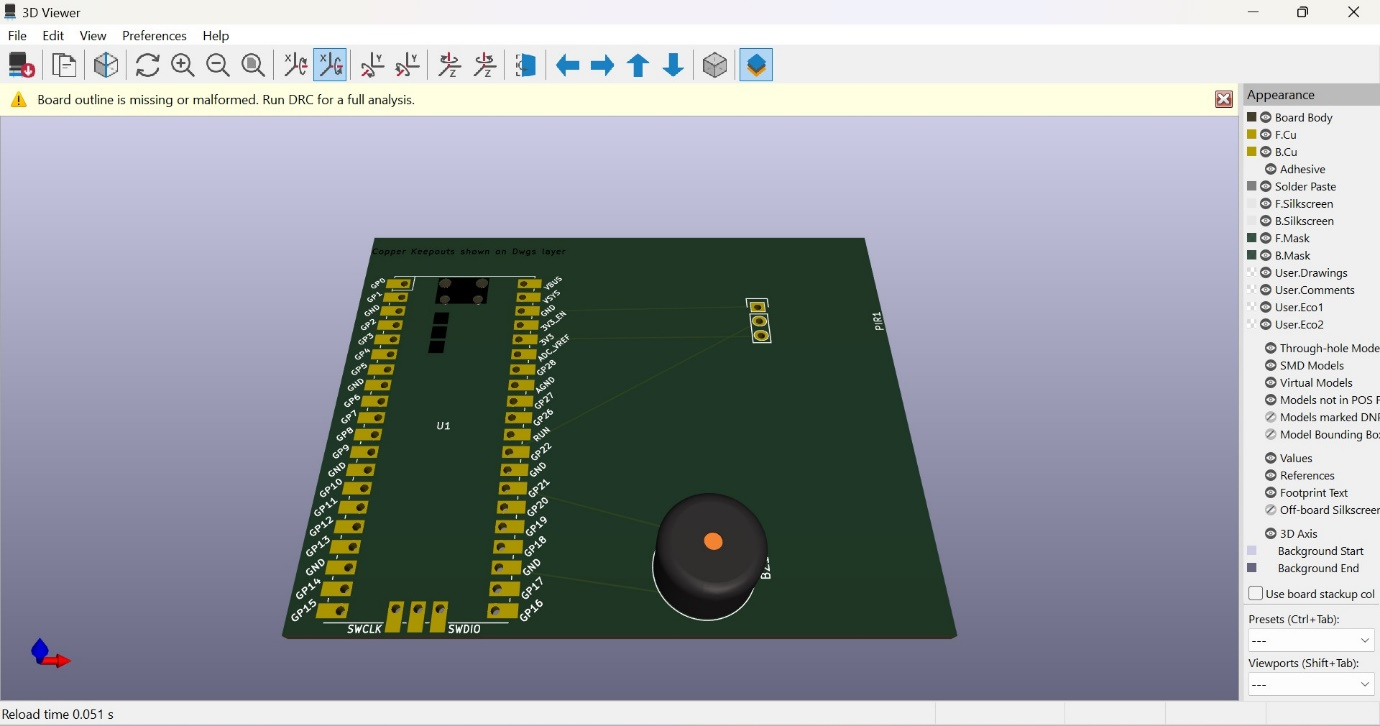 3D Viewer
File Edit View Preferences Help
Board outline is missing or malformed. Run DRC for a full analysis.
Appearance
Board Body
F.Cu
B.Cu
Adhesive
Solder Paste
F.Silkscreen
B.Silkscreen
F.Mask
B.Mask
User.Drawings
User.Comments
User.Eco1
User.Eco2
Through-hole Mode
SMD Models
Virtual Models
Models not in POS F
Models marked DNP
Model Bounding Box
Values
References
Footprint Text
Off-board Silkscreen
3D Axis
Background Start
Background End
Use board stackup col
Presets (Ctrl+Tab):
---
Viewports (Shift+Tab):
---
Copper Keepouts shown on Dwgs layer
GP0
GP1
GND
GP2
GP3
GP4
GP5
GND
GP6
GP7
GP8
GP9
GND
GP10
GP11
GP12
GP13
GND
GP14
GP15
VBUS
VSYS
GND
3V3_EN
3V3
ADC_VREF
GP28
AGND
GP27
GP26
RUN
GP22
GND
GP21
GP20
GP19
GP18
GND
GP17
GP16
U1
SWCLK SWDIO
PIR1
Reload time 0.051 s